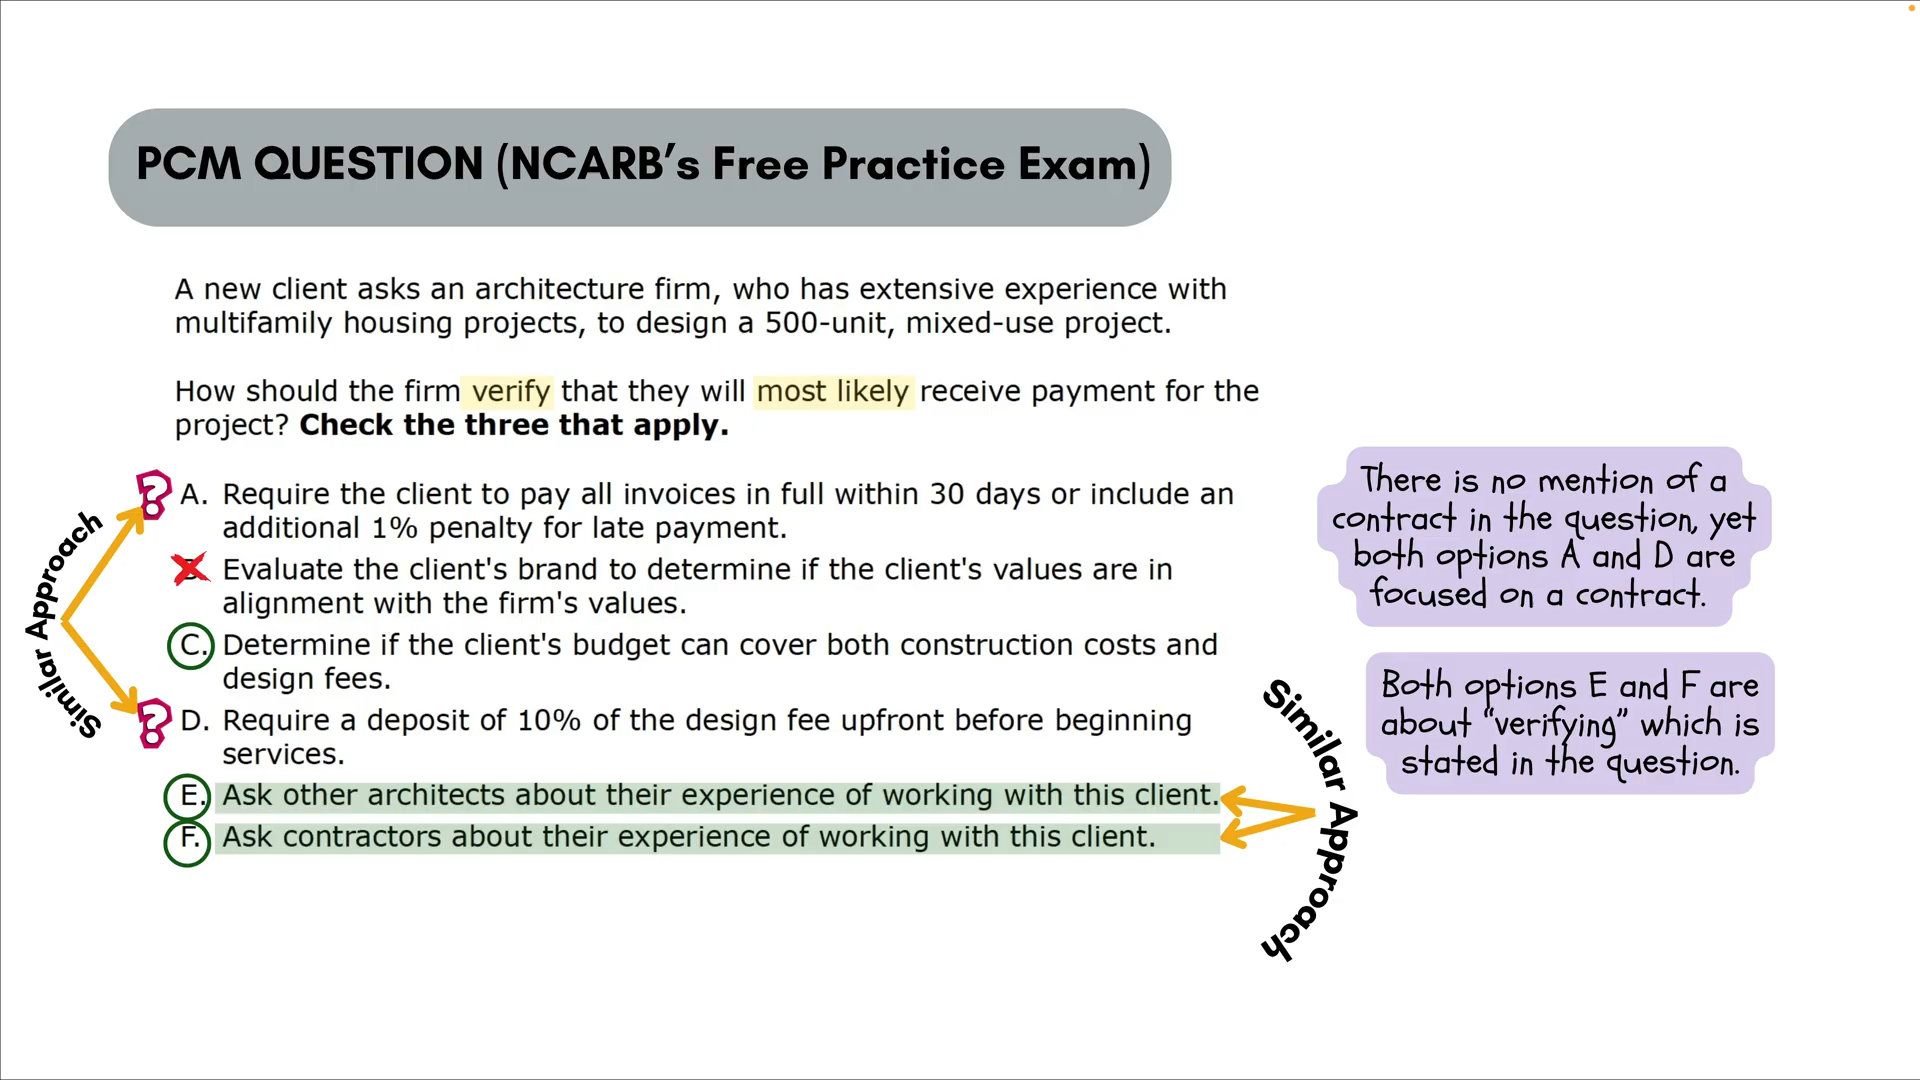 PCM QUESTION (NCARB's Free Practice Exam)
A new client asks an architecture firm, who has extensive experience with
multifamily housing projects, to design a 500-unit, mixed-use project.
How should the firm verify that they will most likely receive payment for the
project? Check the three that apply.
? A. Require the client to pay all invoices in full within 30 days or include an
additional 1% penalty for late payment.
Evaluate the client's brand to determine if the client's values are in
alignment with the firm's values.
C. Determine if the client's budget can cover both construction costs and
design fees.
? D. Require a deposit of 10% of the design fee upfront before beginning
services.
E. Ask other architects about their experience of working with this client.
F. Ask contractors about their experience of working with this client.
Similar Approach
Similar Approach
There is no mention of a
contract in the question, yet
both options A and D are
focused on a contract.
Both options E and F are
about “verifying” which is
stated in the question.